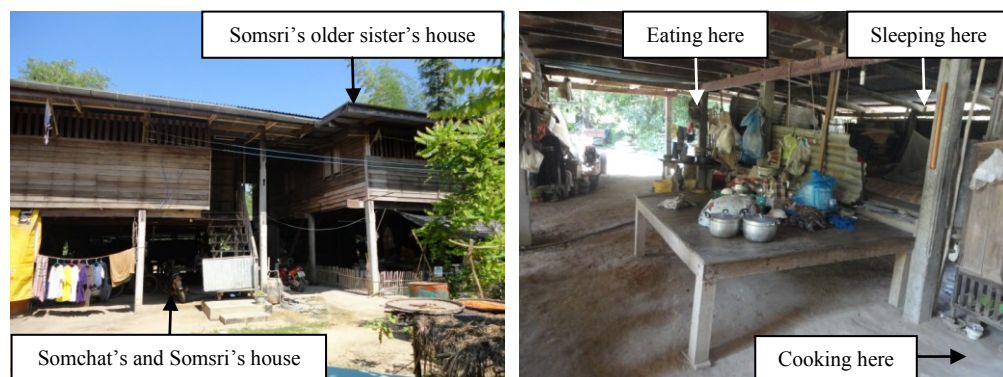 Somsri’s older sister’s house
Somchat’s and Somsri’s house
Eating here
Sleeping here
Cooking here